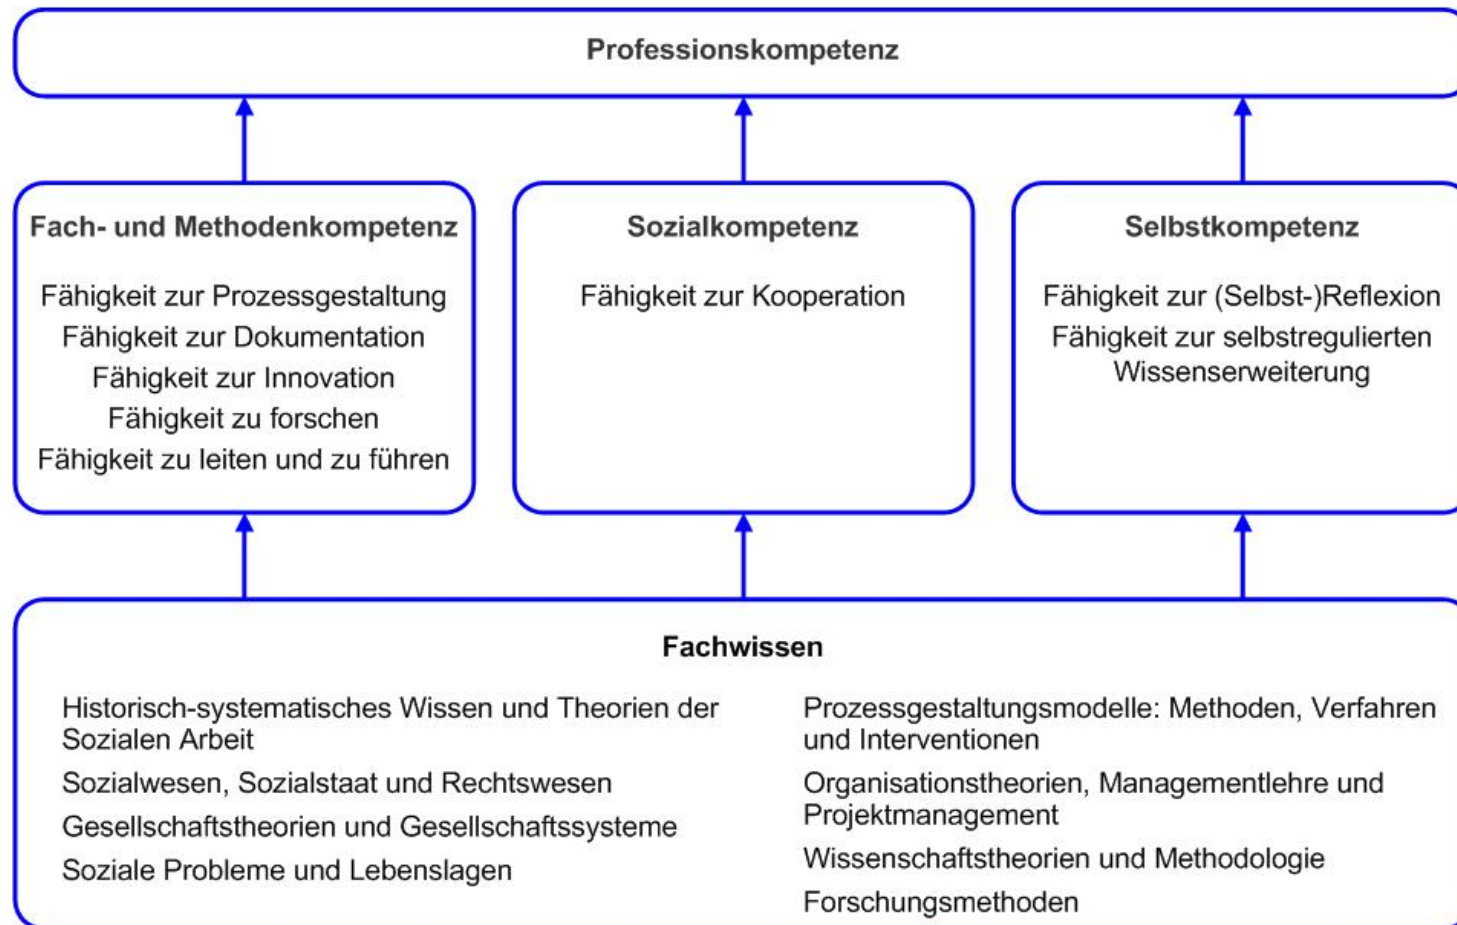 Professionskompetenz
Fach- und Methodenkompetenz
Fähigkeit zur Prozessgestaltung
Fähigkeit zur Dokumentation
Fähigkeit zur Innovation
Fähigkeit zu forschen
Fähigkeit zu leiten und zu führen
Sozialkompetenz
Fähigkeit zur Kooperation
Selbstkompetenz
Fähigkeit zur (Selbst-)Reflexion
Fähigkeit zur selbstregulierten
Wissenserweiterung
Fachwissen
Historisch-systematisches Wissen und Theorien der
Sozialen Arbeit
Sozialwesen, Sozialstaat und Rechtswesen
Gesellschaftstheorien und Gesellschaftssysteme
Soziale Probleme und Lebenslagen
Prozessgestaltungsmodelle: Methoden, Verfahren
und Interventionen
Organisationstheorien, Managementlehre und
Projektmanagement
Wissenschaftstheorien und Methodologie
Forschungsmethoden